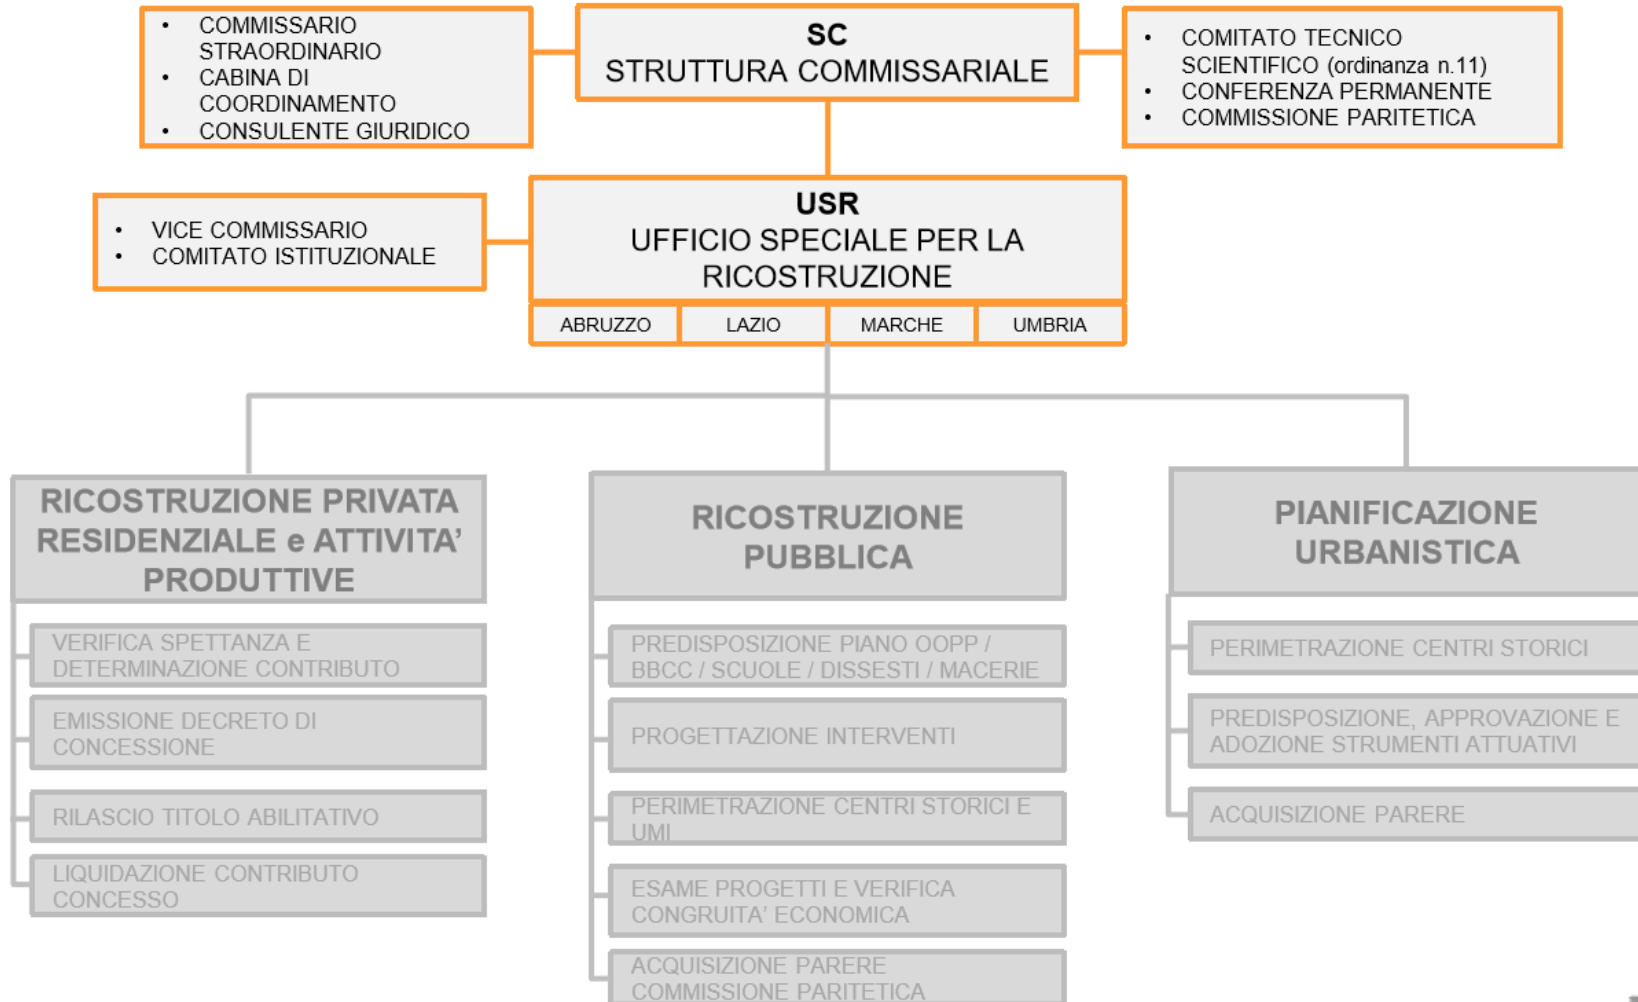 • COMMISSARIO
STRAORDINARIO
• CABINA DI
COORDINAMENTO
• CONSULENTE GIURIDICO
SC
STRUTTURA COMMISSARIALE
• COMITATO TECNICO
SCIENTIFICO (ordinanza n.11)
• CONFERENZA PERMANENTE
• COMMISSIONE PARITETICA
• VICE COMMISSARIO
• COMITATO ISTITUZIONALE
USR
UFFICIO SPECIALE PER LA
RICOSTRUZIONE
ABRUZZO
LAZIO
MARCHE
UMBRIA
RICOSTRUZIONE PRIVATA
RESIDENZIALE e ATTIVITA’
PRODUTTIVE
VERIFICA SPETTANZA E
DETERMINAZIONE CONTRIBUTO
EMISSIONE DECRETO DI
CONCESSIONE
RILASCIO TITOLO ABILITATIVO
LIQUIDAZIONE CONTRIBUTO
CONCESSO
RICOSTRUZIONE
PUBBLICA
PREDISPOSIZIONE PIANO OOPP /
BBCC / SCUOLE / DISSESTI / MACERIE
PROGETTAZIONE INTERVENTI
PERIMETRAZIONE CENTRI STORICI E
UMI
ESAME PROGETTI E VERIFICA
CONGRUITA’ ECONOMICA
ACQUISIZIONE PARERE
COMMISSIONE PARITETICA
PIANIFICAZIONE
URBANISTICA
PERIMETRAZIONE CENTRI STORICI
PREDISPOSIZIONE, APPROVAZIONE E
ADOZIONE STRUMENTI ATTUATIVI
ACQUISIZIONE PARERE